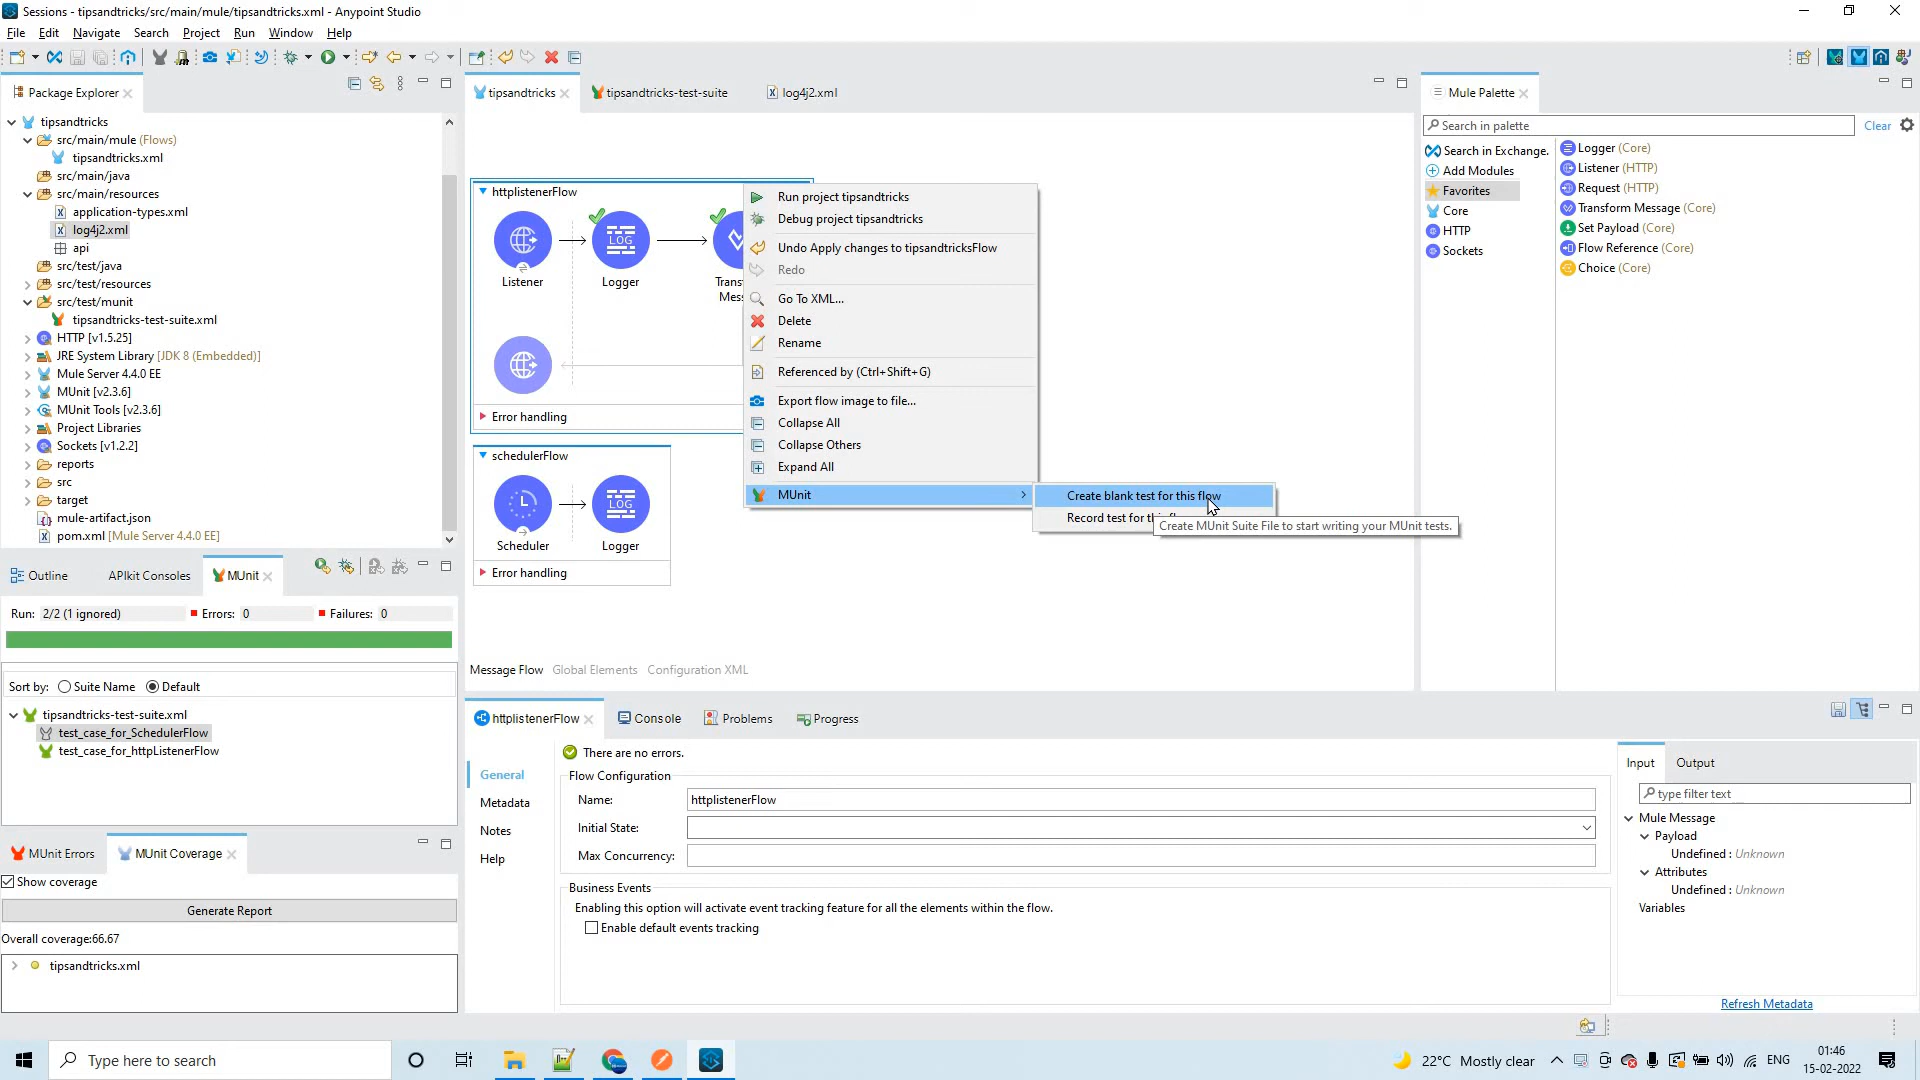 Sessions - tipsandtricks/src/main/mule/tipsandtricks.xml - Anypoint Studio
File Edit Navigate Search Project Run Window Help
Package Explorer
tipsandtricks
src/main/mule (Flows)
tipsandtricks.xml
src/main/java
src/main/resources
application-types.xml
log4j2.xml
api
src/test/java
src/test/resources
src/test/munit
tipsandtricks-test-suite.xml
HTTP [v1.5.25]
JRE System Library [JDK 8 (Embedded)]
Mule Server 4.4.0 EE
MUnit [v2.3.6]
MUnit Tools [v2.3.6]
Project Libraries
Sockets [v1.2.2]
reports
src
target
mule-artifact.json
pom.xml [Mule Server 4.4.0 EE]
Outline APIkit Consoles MUnit
Run: 2/2 (1 ignored) Errors: 0 Failures: 0
Sort by: Suite Name Default
tipsandtricks-test-suite.xml
test_case_for_SchedulerFlow
test_case_for_httpListenerFlow
MUnit Errors MUnit Coverage
Show coverage
Generate Report
Overall coverage:66.67
tipsandtricks.xml
tipsandtricks tipsandtricks-test-suite log4j2.xml
httplistenerFlow
LOG
Listener Logger
Error handling
schedulerFlow
LOG
Scheduler Logger
Error handling
Run project tipsandtricks
Debug project tipsandtricks
Undo Apply changes to tipsandtricksFlow
Redo
Go To XML...
Delete
Rename
Referenced by (Ctrl+Shift+G)
Export flow image to file...
Collapse All
Collapse Others
Expand All
MUnit
Create blank test for this flow
Record test for
Create MUnit Suite File to start writing your MUnit tests.
Message Flow Global Elements Configuration XML
Mule Palette
Search in palette Clear
Search in Exchange.
Add Modules
Favorites
Core
HTTP
Sockets
Logger (Core)
Listener (HTTP)
Request (HTTP)
Transform Message (Core)
Set Payload (Core)
Flow Reference (Core)
Choice (Core)
httplistenerFlow Console Problems Progress
There are no errors.
General
Metadata
Notes
Help
Flow Configuration
Name: httplistenerFlow
Initial State:
Max Concurrency:
Business Events
Enabling this option will activate event tracking feature for all the elements within the flow.
Enable default events tracking
Input Output
type filter text
Mule Message
Payload
Undefined : Unknown
Attributes
Undefined : Unknown
Variables
Refresh Metadata
Type here to search
22°C Mostly clear
ENG
01:46
15-02-2022